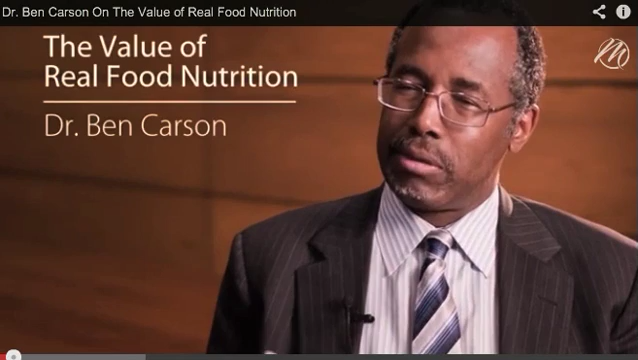 Dr. Ben Carson On The Value of Real Food Nutrition
The Value of
Real Food Nutrition
Dr. Ben Carson